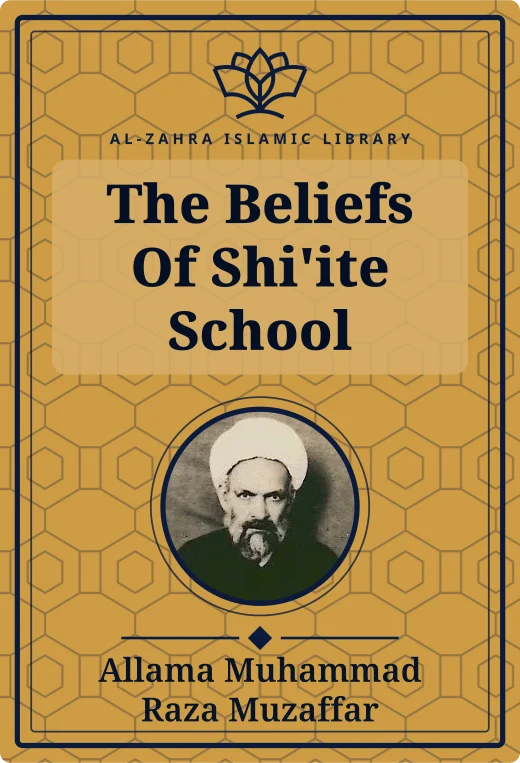 AL-ZAHRA ISLAMIC LIBRARY
The Beliefs
Of Shi'ite
School
Allama Muhammad
Raza Muzaffar